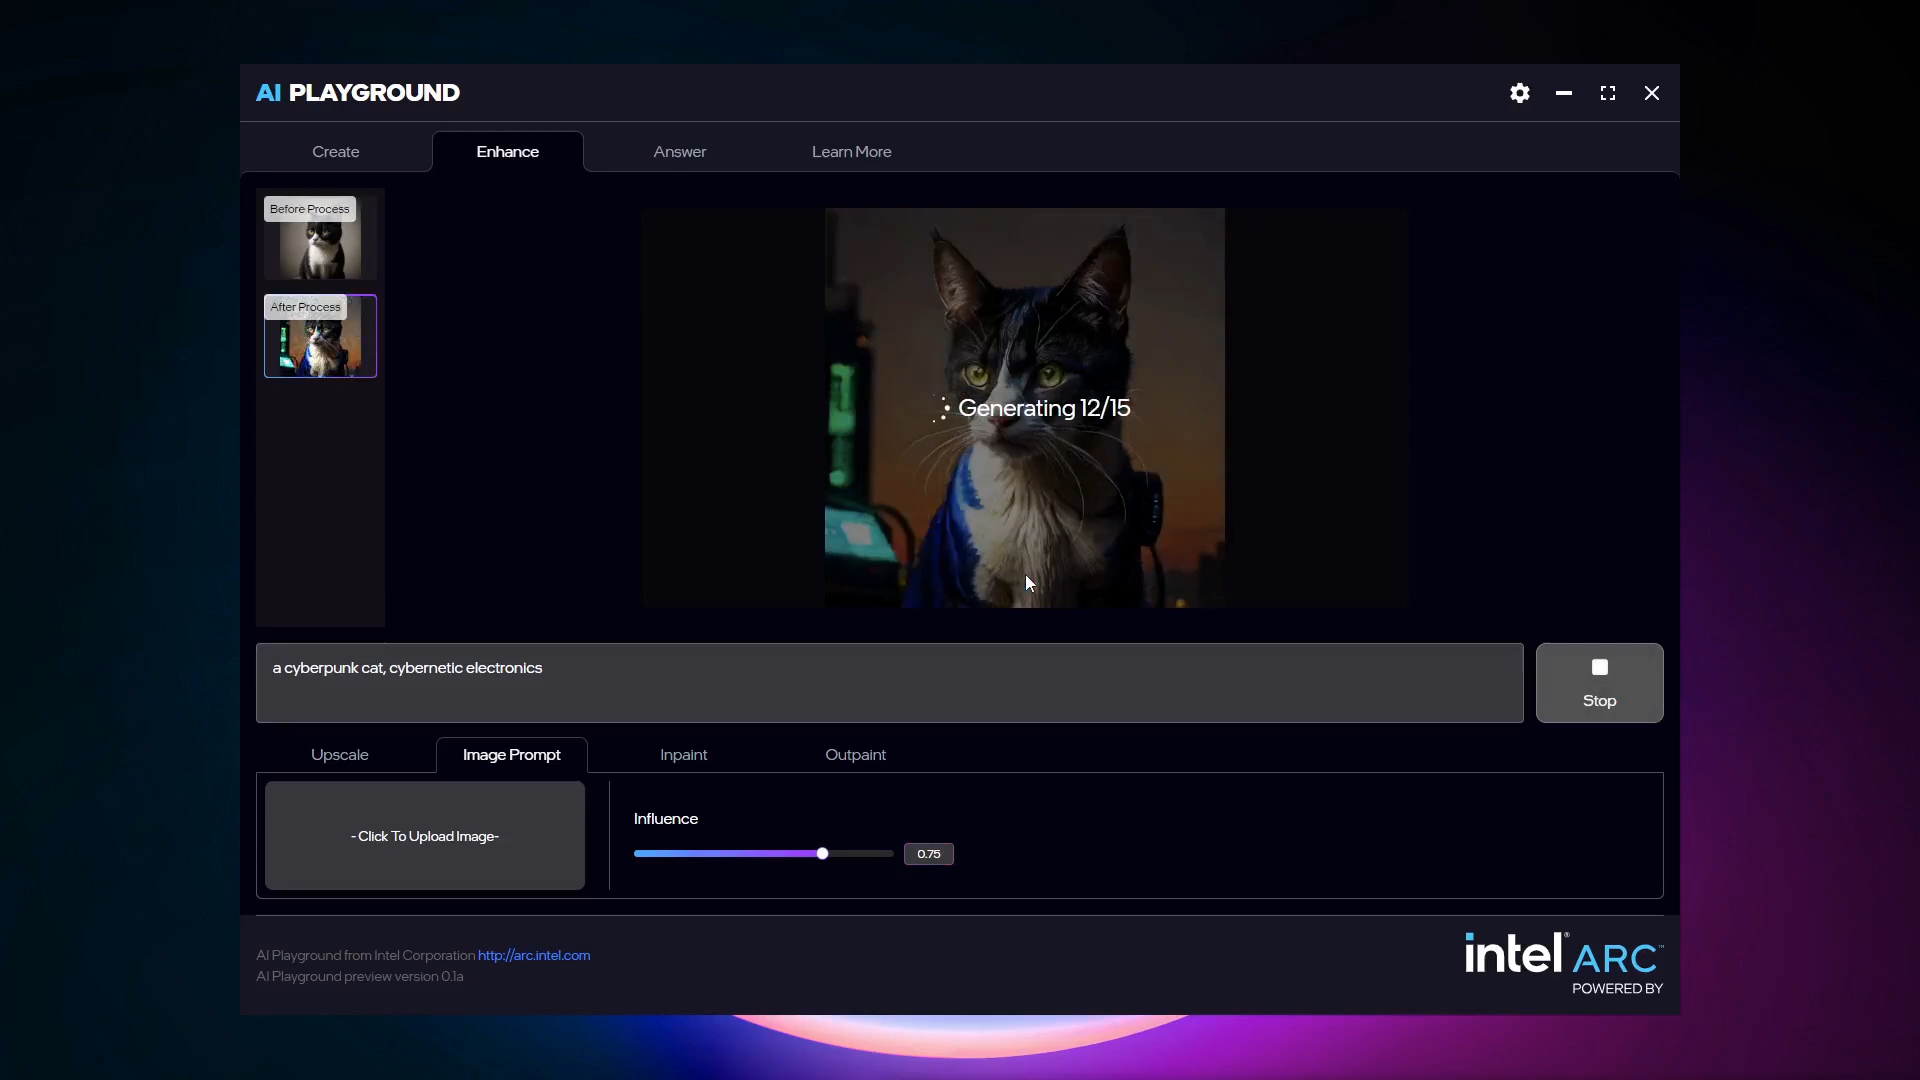 AI PLAYGROUND
Create
Enhance
Answer
Learn More
Before Process
After Process
Generating 12/15
a cyberpunk cat, cybernetic electronics
Stop
Upscale
Image Prompt
Inpaint
Outpaint
- Click To Upload Image-
Influence
0.75
AI Playground from Intel Corporation http://arc.intel.com
AI Playground preview version 0.1a
intel® ARC™
POWERED BY